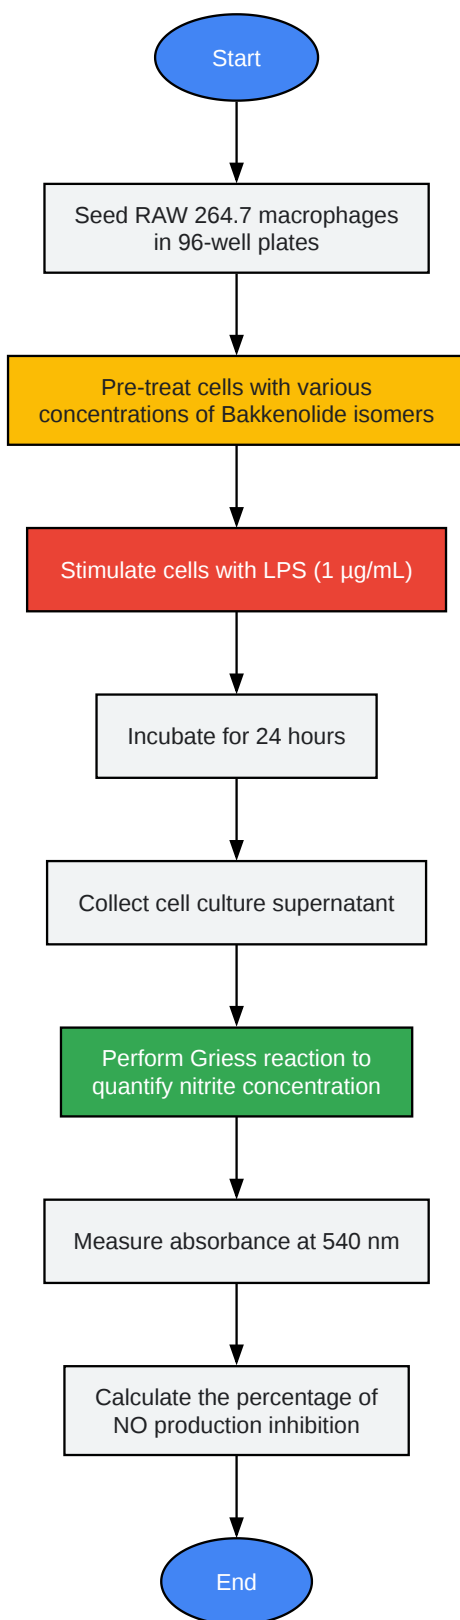 Start
Seed RAW 264.7 macrophages
in 96-well plates
Pre-treat cells with various
concentrations of Bakkenolide isomers
Stimulate cells with LPS (1 µg/mL)
Incubate for 24 hours
Collect cell culture supernatant
Perform Griess reaction to
quantify nitrite concentration
Measure absorbance at 540 nm
Calculate the percentage of
NO production inhibition
End